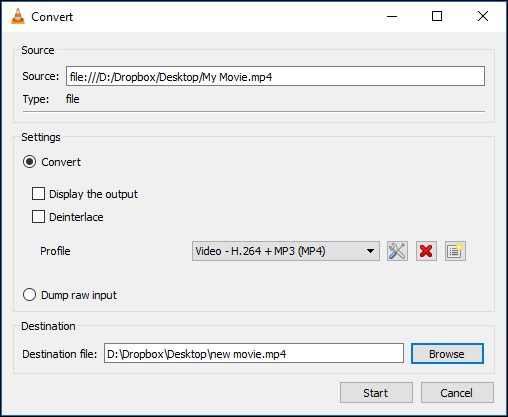 Convert
Source
Source: file:///D:/Dropbox/Desktop/My Movie.mp4
Type: file
Settings
Convert
Display the output
Deinterlace
Profile Video - H.264 + MP3 (MP4)
Dump raw input
Destination
Destination file: D:\Dropbox\Desktop\new movie.mp4 Browse
Start Cancel